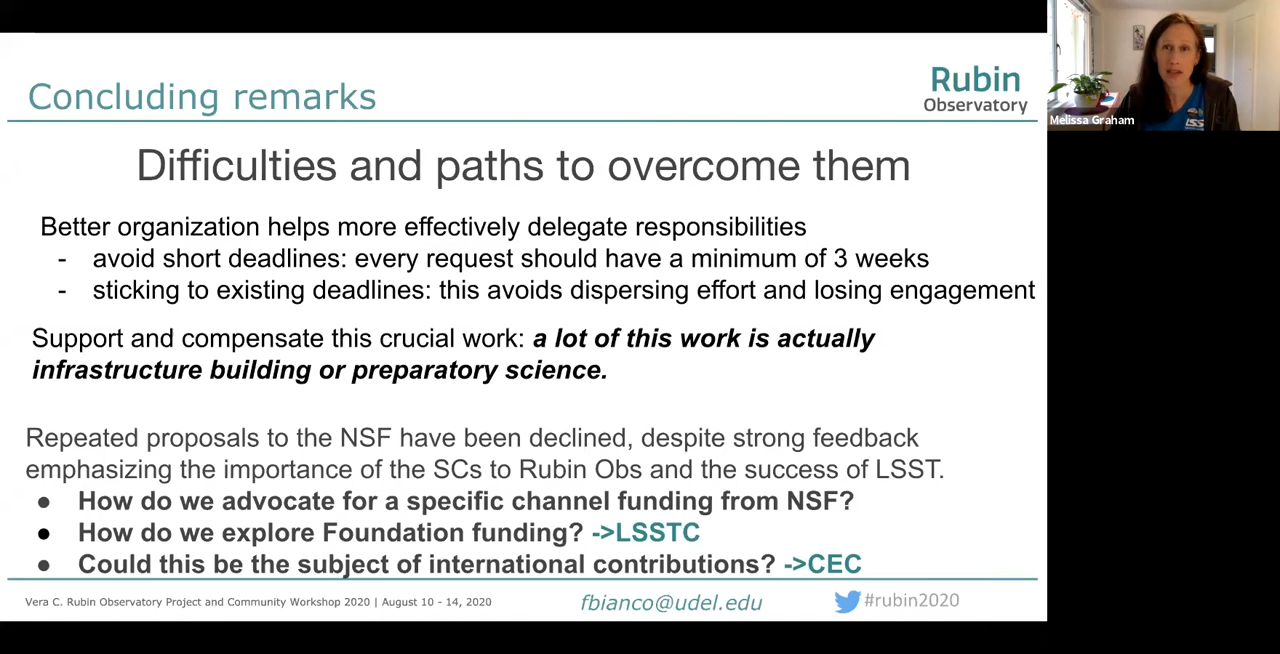 Concluding remarks
Rubin
Observatory
Melissa Graham
Difficulties and paths to overcome them
Better organization helps more effectively delegate responsibilities
- avoid short deadlines: every request should have a minimum of 3 weeks
- sticking to existing deadlines: this avoids dispersing effort and losing engagement
Support and compensate this crucial work: a lot of this work is actually
infrastructure building or preparatory science.
Repeated proposals to the NSF have been declined, despite strong feedback
emphasizing the importance of the SCs to Rubin Obs and the success of LSST.
● How do we advocate for a specific channel funding from NSF?
● How do we explore Foundation funding? ->LSSTC
● Could this be the subject of international contributions? ->CEC
Vera C. Rubin Observatory Project and Community Workshop 2020 | August 10 - 14, 2020
fbianco@udel.edu
#rubin2020